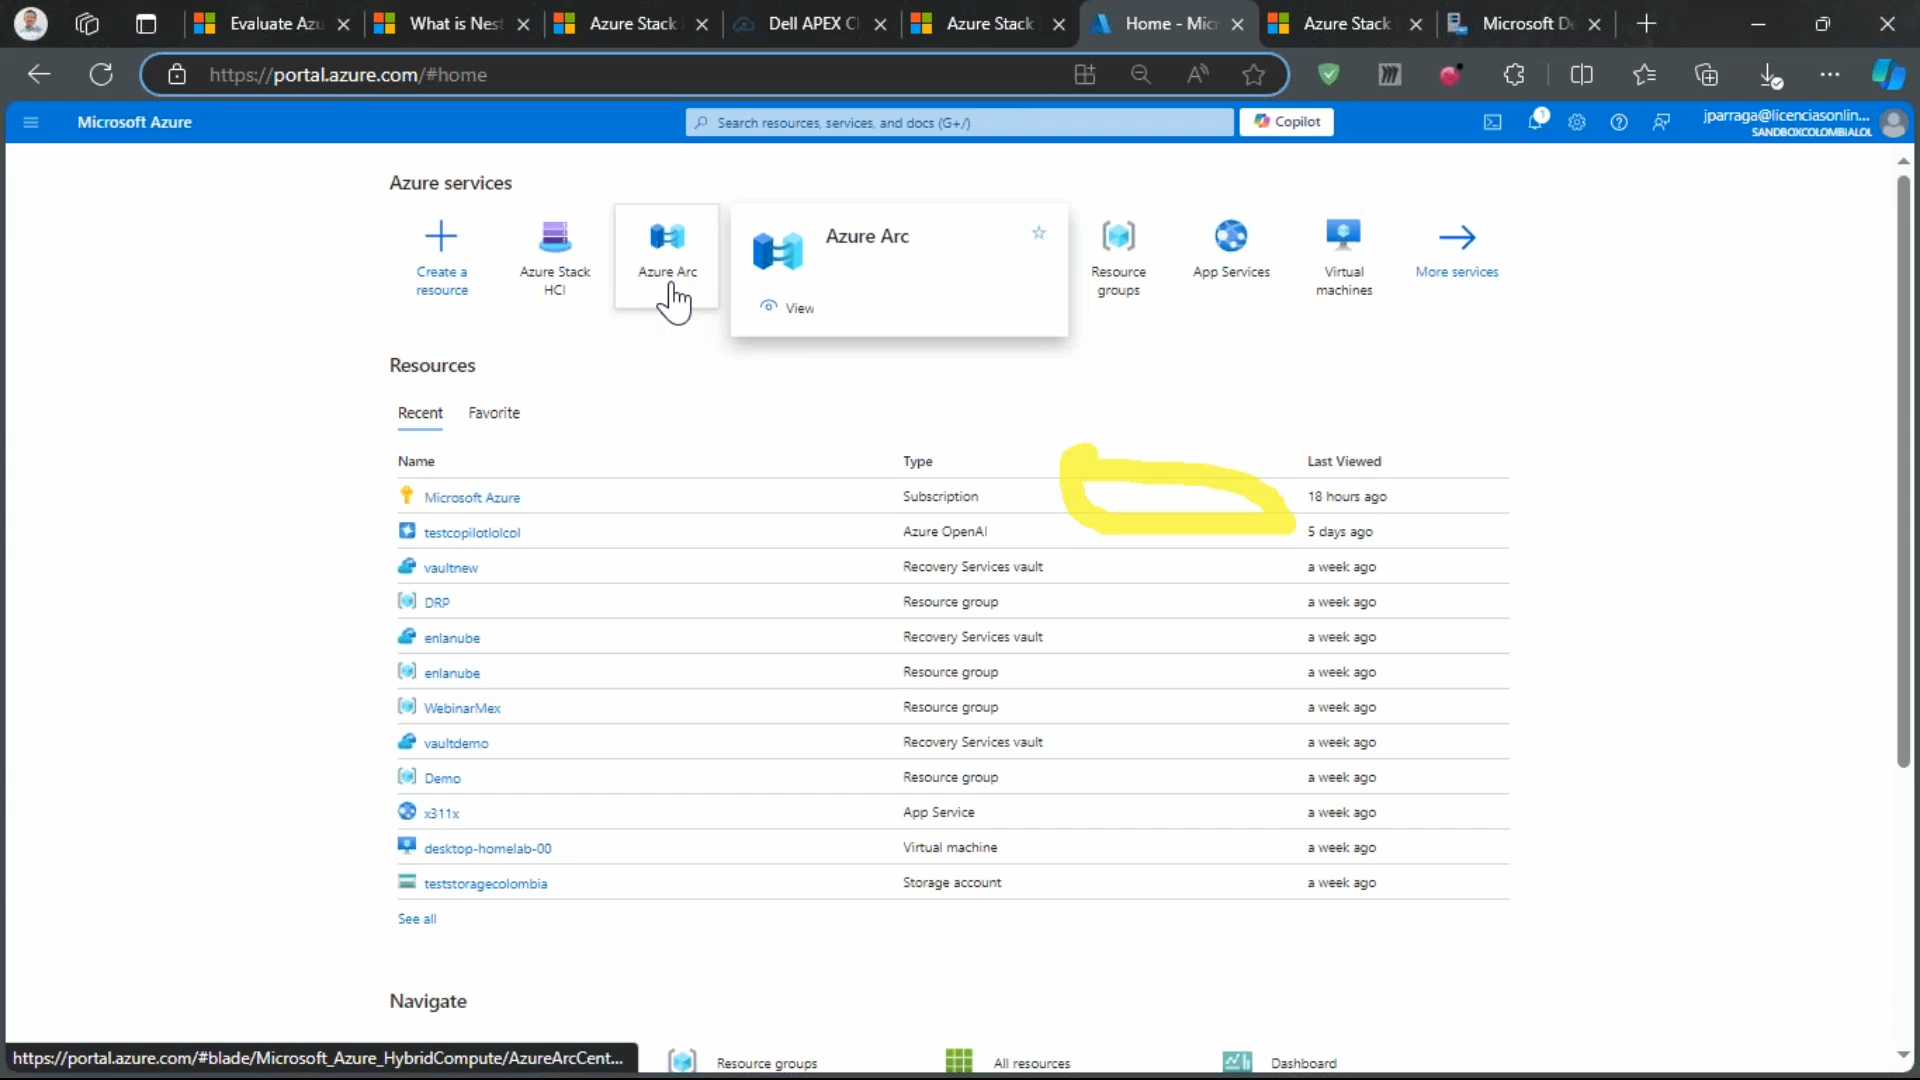 Evaluate Azu
What is Nest
Azure Stack
Dell APEX Cl
Azure Stack
Home - Micr
Azure Stack
Microsoft De
https://portal.azure.com/#home
Microsoft Azure
Search resources, services, and docs (G+/)
Copilot
1
jparraga@licenciasonlin...
SANDBOXCOLOMBIALOL
Azure services
Create a
resource
Azure Stack
HCI
Azure Arc
Azure Arc
View
Resource
groups
App Services
Virtual
machines
More services
Resources
Recent Favorite
Name Type Last Viewed
Microsoft Azure Subscription 18 hours ago
testcopilotlolcol Azure OpenAI 5 days ago
vaultnew Recovery Services vault a week ago
DRP Resource group a week ago
enlanube Recovery Services vault a week ago
enlanube Resource group a week ago
WebinarMex Resource group a week ago
vaultdemo Recovery Services vault a week ago
Demo Resource group a week ago
x311x App Service a week ago
desktop-homelab-00 Virtual machine a week ago
teststoragecolombia Storage account a week ago
See all
Navigate
https://portal.azure.com/#blade/Microsoft_Azure_HybridCompute/AzureArcCent...
Resource groups
All resources
Dashboard